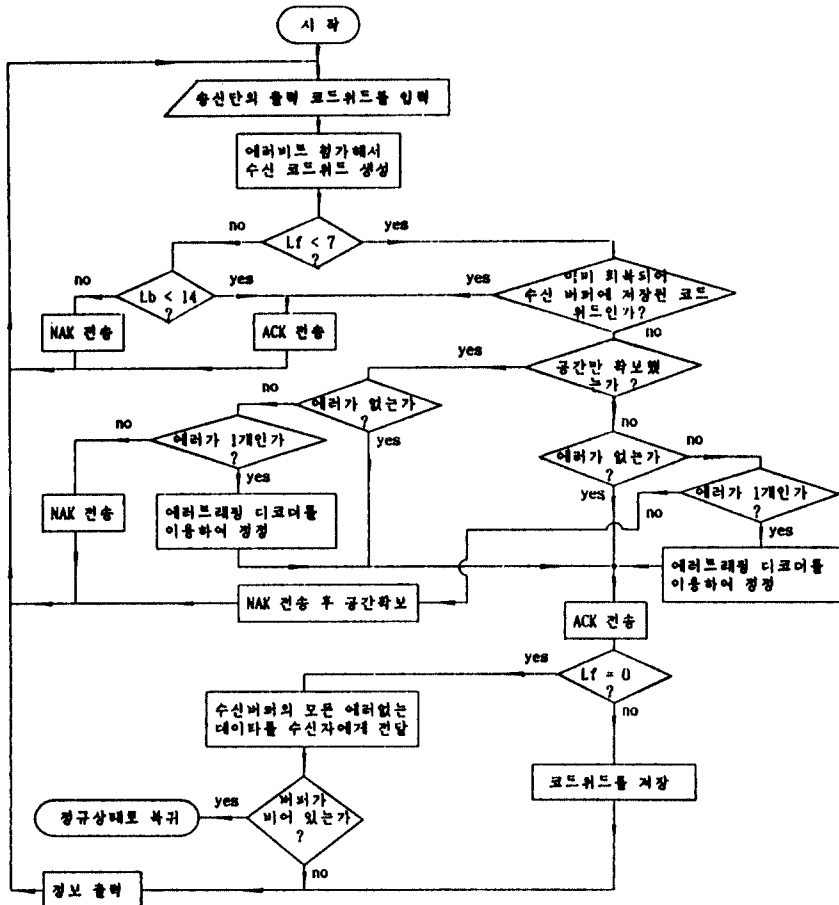 시 작
송신단의 출력 코드워드를 입력
에러비트 첨가해서
수신 코드워드 생성
no
Lf < 7
?
yes
no
Lb < 14
?
yes
yes
이미 회복되어
수신 버퍼에 저장된 코드
워드인가?
no
NAK 전송
ACK 전송
yes
공간만 확보했
는가 ?
no
no
에러가 없는가
?
yes
no
에러가 1개인가
?
yes
에러가 없는가
?
no
yes
에러가 1개인가
?
no
yes
NAK 전송
에러트래핑 디코더를
이용하여 정정
에러트래핑 디코더를
이용하여 정정
NAK 전송 후 공간확보
ACK 전송
yes
Lf = 0
?
no
수신버퍼의 모든 에러없는
데이타를 수신자에게 전달
코드워드를 저장
정규상태로 복귀
yes
버퍼가
비어 있는가
?
no
정보 출력